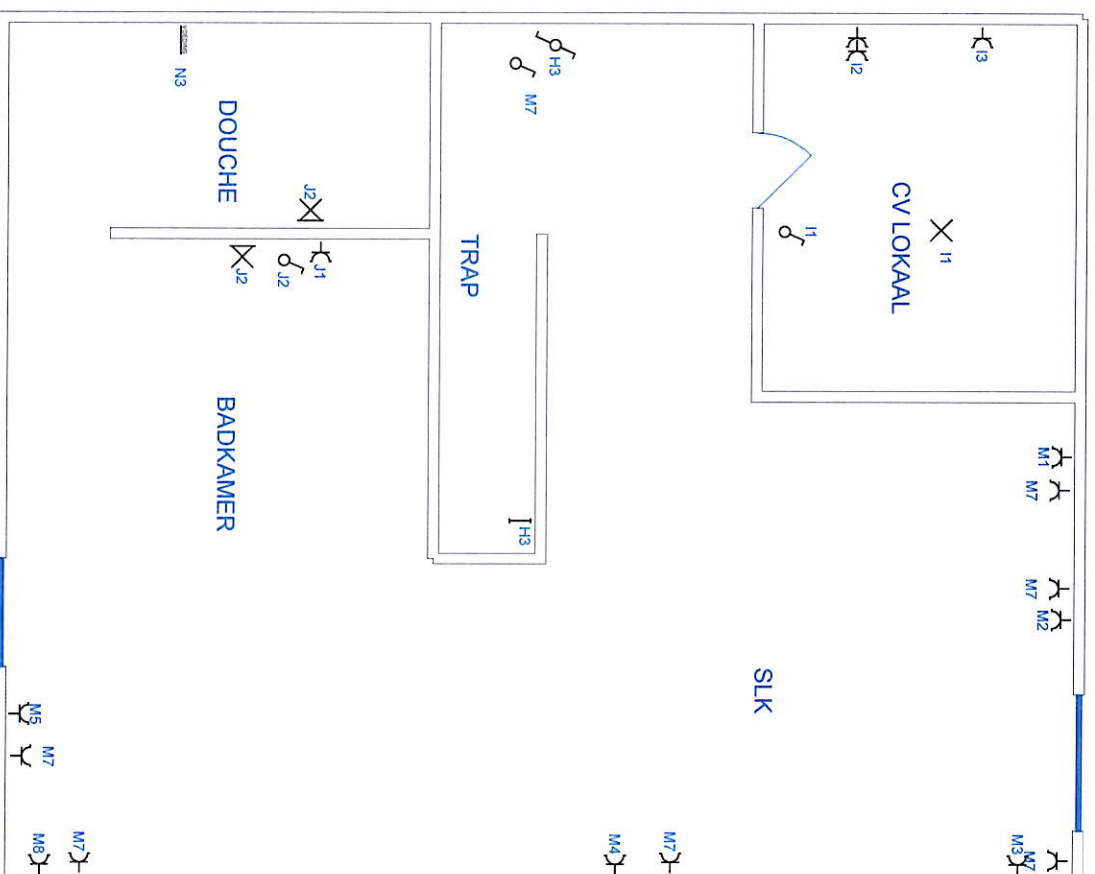 H3
M7
I2
I3
N3
DOUCHE
J2
TRAP
J2
J2
J1
I1
CV LOKAAL
I1
BADKAMER
H3
M1
M7
M7
M2
SLK
M5
M7
M8
M7
M4
M7
M3
M7